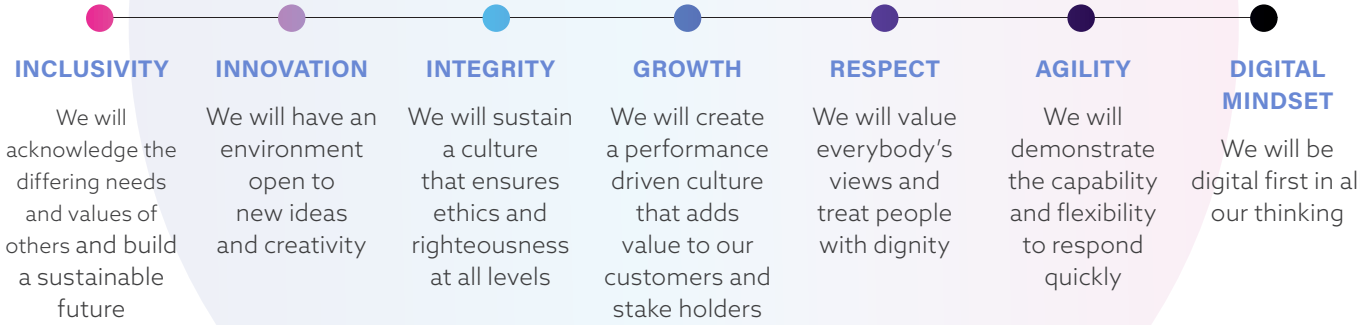 INCLUSIVITY
We will
acknowledge the
differing needs
and values of
others and build
a sustainable
future
INNOVATION
We will have an
environment
open to
new ideas
and creativity
INTEGRITY
We will sustain
a culture
that ensures
ethics and
righteousness
at all levels
GROWTH
We will create
a performance
driven culture
that adds
value to our
customers and
stake holders
RESPECT
We will value
everybody's
views and
treat people
with dignity
AGILITY
We will
demonstrate
the capability
and flexibility
to respond
quickly
DIGITAL
MINDSET
We will be
digital first in al
our thinking